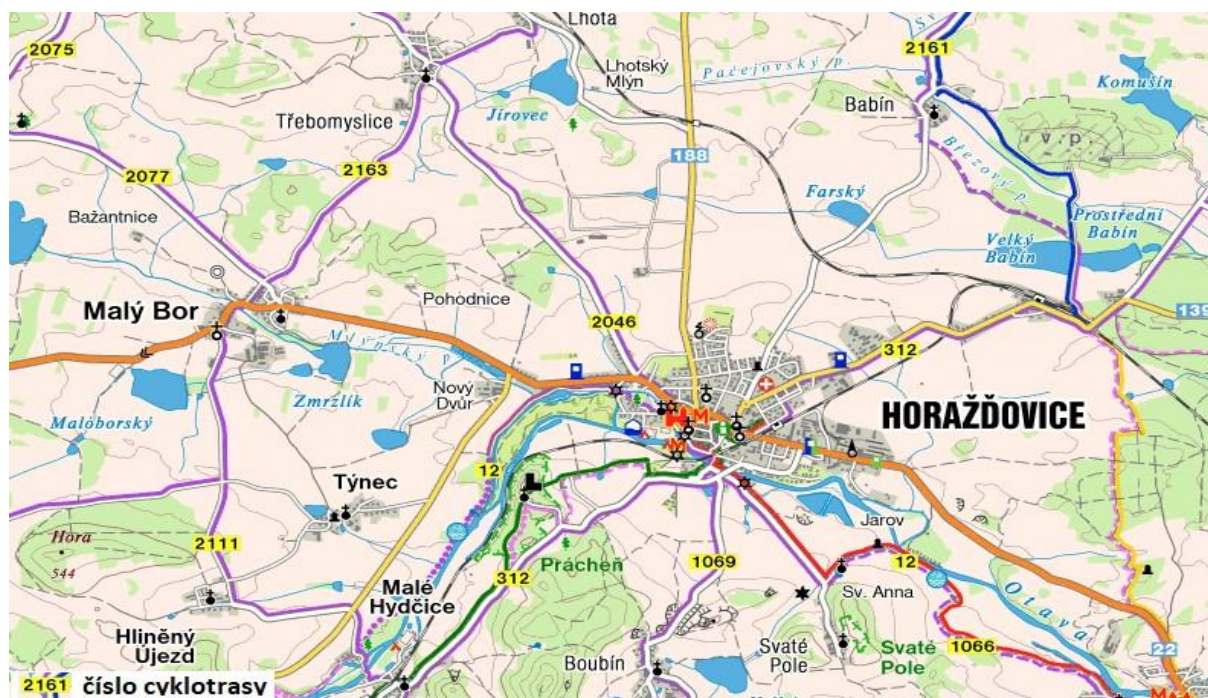 2075
Lhota
2161
Lhotský
Mlýn
Pačejovský p.
Komušín
Babín
Jírovec
Třebomyslice
v.p.
188
2163
Březový p.
2077
Farský
Bažantnice
Prostřední
Babín
Velký
Babín
Pohodnice
Malý Bor
139
2046
312
Mlýnský p.
Nový
Dvůr
Zmrzlík
HORAŽĎOVICE
Malóborský
12
Týnec
Jarov
Hora
544
2111
Prácheň
1069
12
312
Malé
Hydčice
Sv. Anna
Otava
Hliněný
Újezd
Svaté
Pole
Svaté
Pole
1066
22
Boubín
2161 číslo cyklotrasy